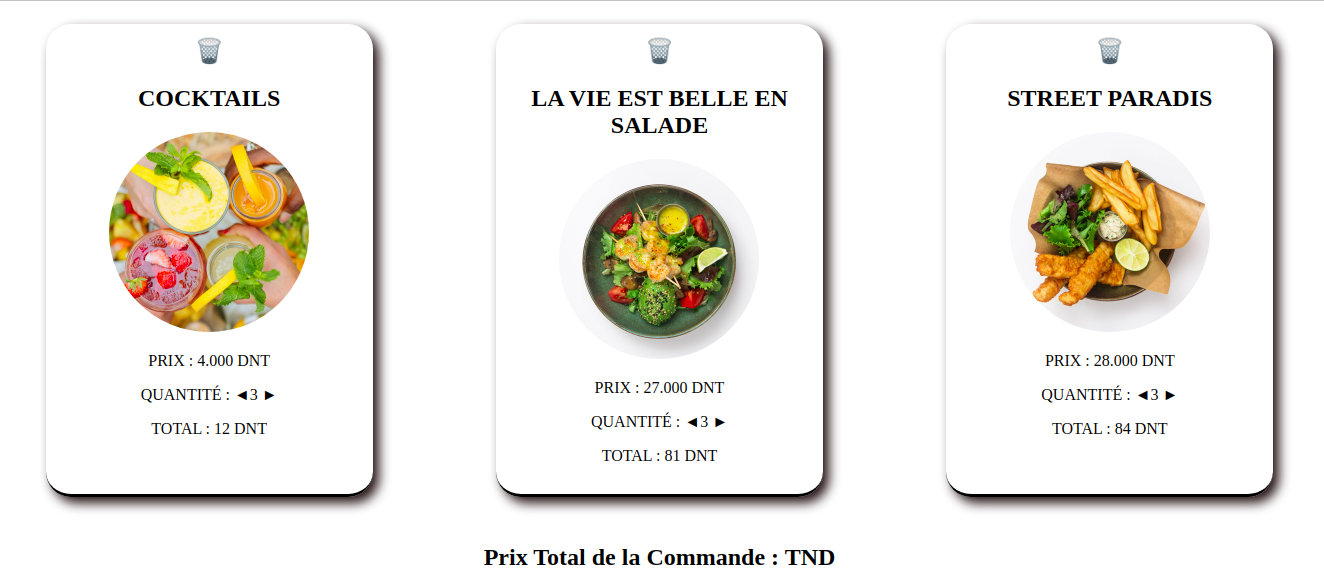 COCKTAILS
PRIX : 4.000 DNT
QUANTITÉ : ◄3 ►
TOTAL : 12 DNT
LA VIE EST BELLE EN
SALADE
PRIX : 27.000 DNT
QUANTITÉ : ◄3 ►
TOTAL : 81 DNT
STREET PARADIS
PRIX : 28.000 DNT
QUANTITÉ : ◄3 ►
TOTAL : 84 DNT
Prix Total de la Commande : TND